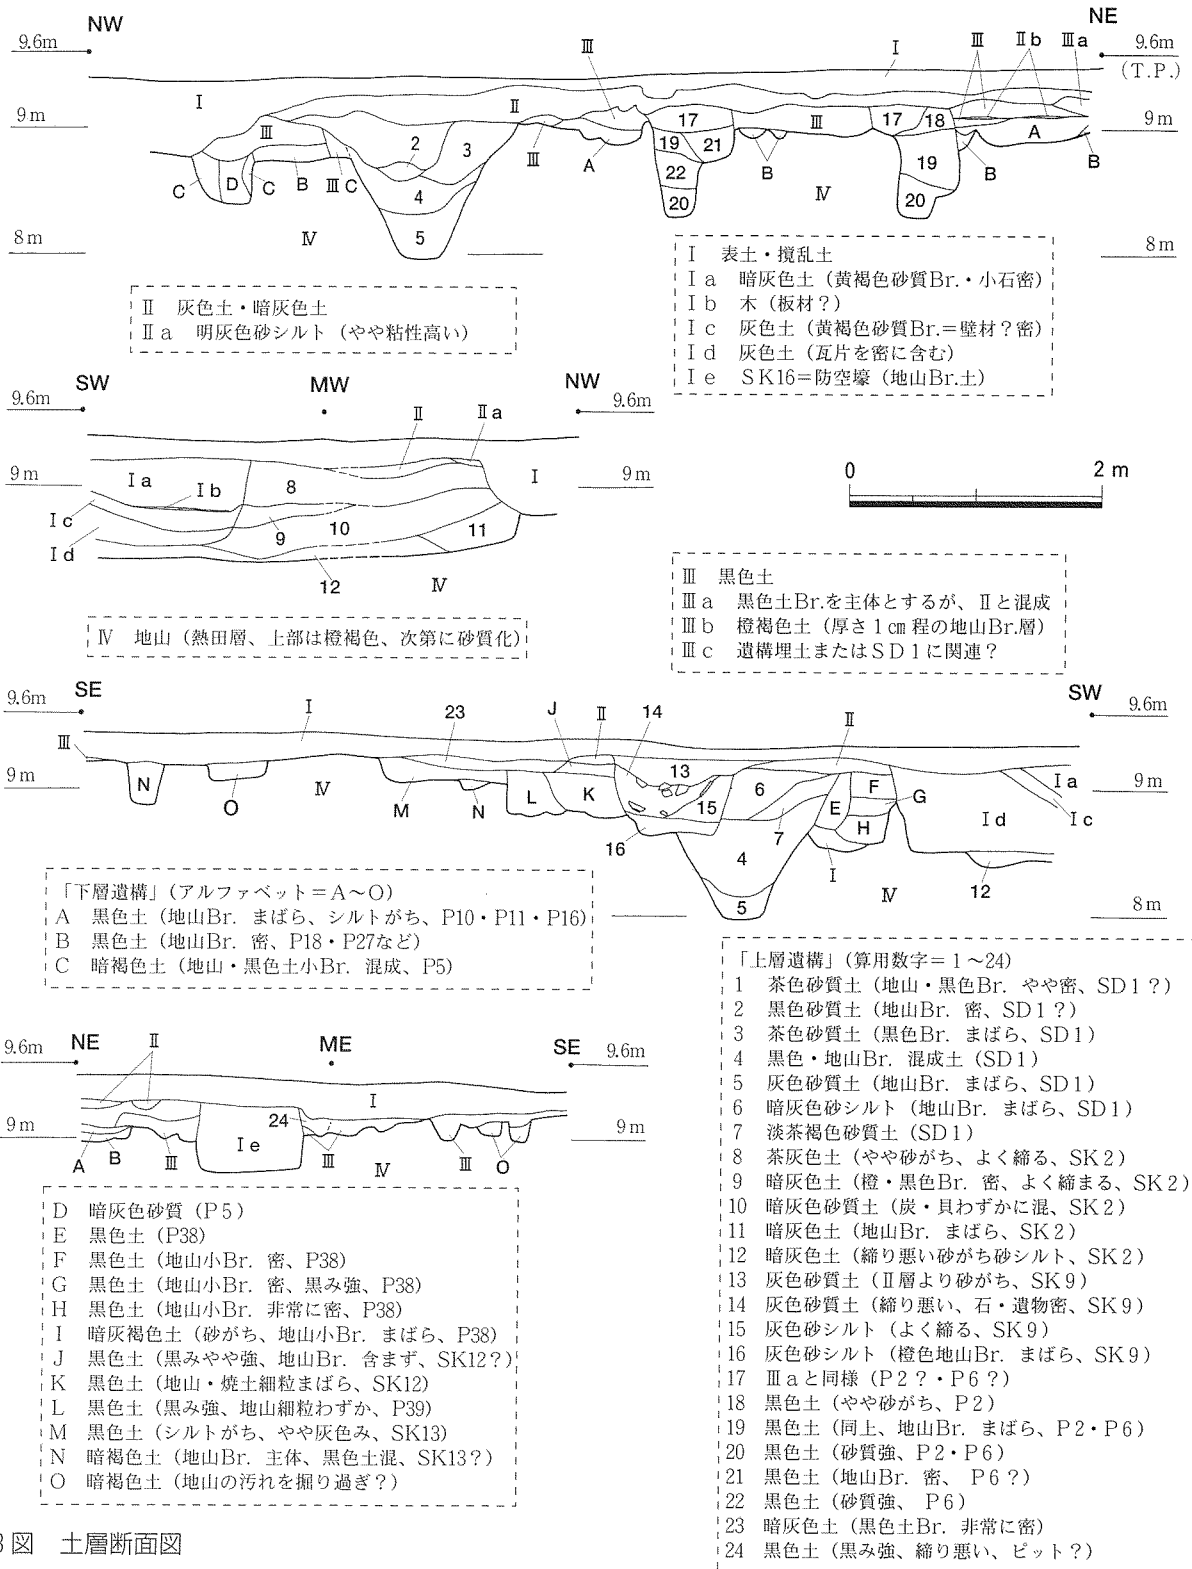 NW
NE
9.6m
Ⅲ
Ⅰ
Ⅲ
Ⅱb
Ⅲa
9.6m
(T.P.)
Ⅰ
Ⅱ
9m
Ⅲ
2
3
Ⅲ
A
17
19
21
22
20
B
Ⅲ
17
18
19
20
B
A
B
9m
C
D
C
B
ⅢC
4
5
Ⅳ
Ⅳ
8m
8m
Ⅰ 表土・撹乱土
Ⅰa 暗灰色土(黄褐色砂質Br.・小石密)
Ⅰb 木(板材?)
Ⅰc 灰色土(黄褐色砂質Br.=壁材?密)
Ⅰd 灰色土(瓦片を密に含む)
Ⅰe SK16=防空壕(地山Br.土)
Ⅱ 灰色土・暗灰色土
Ⅱa 明灰色砂シルト(やや粘性高い)
SW
MW
NW
9.6m
Ⅱ
Ⅱa
9.6m
9m
Ⅰa
Ⅰb
8
Ⅰ
9m
Ⅰc
Ⅰd
9
10
11
12
Ⅳ
0
2m
Ⅲ 黒色土
Ⅲa 黒色土Br.を主体とするが、Ⅱと混成
Ⅲb 橙褐色土(厚さ1㎝程の地山Br.層)
Ⅲc 遺構埋土またはSD1に関連?
Ⅳ 地山(熱田層、上部は橙褐色、次第に砂質化)
SE
SW
9.6m
Ⅰ
23
J
Ⅱ
14
Ⅱ
9.6m
Ⅲ
9m
N
O
Ⅳ
M
N
L
K
13
15
16
6
7
4
5
E
F
G
H
I
Ⅰd
Ⅰa
Ⅰc
9m
Ⅳ
12
8m
「下層遺構」(アルファベット=A～O)
A 黒色土(地山Br. まばら、シルトがち、P10・P11・P16)
B 黒色土(地山Br. 密、P18・P27など)
C 暗褐色土(地山・黒色土小Br. 混成、P5)
NE
ME
SE
9.6m
Ⅱ
9.6m
Ⅰ
9m
A
B
Ⅲ
Ⅰe
24
Ⅲ
Ⅳ
Ⅲ
O
9m
D 暗灰色砂質(P5)
E 黒色土(P38)
F 黒色土(地山小Br. 密、P38)
G 黒色土(地山小Br. 密、黒み強、P38)
H 黒色土(地山小Br. 非常に密、P38)
I 暗灰褐色土(砂がち、地山小Br. まばら、P38)
J 黒色土(黒みやや強、地山Br. 含まず、SK12?)
K 黒色土(地山・焼土細粒まばら、SK12)
L 黒色土(黒み強、地山細粒わずか、P39)
M 黒色土(シルトがち、やや灰色み、SK13)
N 暗褐色土(地山Br. 主体、黒色土混、SK13?)
O 暗褐色土(地山の汚れを掘り過ぎ?)
「上層遺構」(算用数字=1～24)
1 茶色砂質土(地山・黒色Br. やや密、SD1?)
2 黒色砂質土(地山Br. 密、SD1?)
3 茶色砂質土(黒色Br. まばら、SD1)
4 黒色・地山Br. 混成土(SD1)
5 灰色砂質土(地山Br. まばら、SD1)
6 暗灰色砂シルト(地山Br. まばら、SD1)
7 淡茶褐色砂質土(SD1)
8 茶灰色土(やや砂がち、よく締る、SK2)
9 暗灰色土(橙・黒色Br. 密、よく締まる、SK2)
10 暗灰色砂質土(炭・貝わずかに混、SK2)
11 暗灰色土(地山Br. まばら、SK2)
12 暗灰色土(締り悪い砂がち砂シルト、SK2)
13 灰色砂質土(Ⅱ層より砂がち、SK9)
14 灰色砂質土(締り悪い、石・遺物密、SK9)
15 灰色砂シルト(よく締る、SK9)
16 灰色砂シルト(橙色地山Br. まばら、SK9)
17 Ⅲaと同様(P2?・P6?)
18 黒色土(やや砂がち、P2)
19 黒色土(同上、地山Br. まばら、P2・P6)
20 黒色土(砂質強、P2・P6)
21 黒色土(地山Br. 密、 P6?)
22 黒色土(砂質強、 P6)
23 暗灰色土(黒色土Br. 非常に密)
24 黒色土(黒み強、締り悪い、ピット?)
図 土層断面図